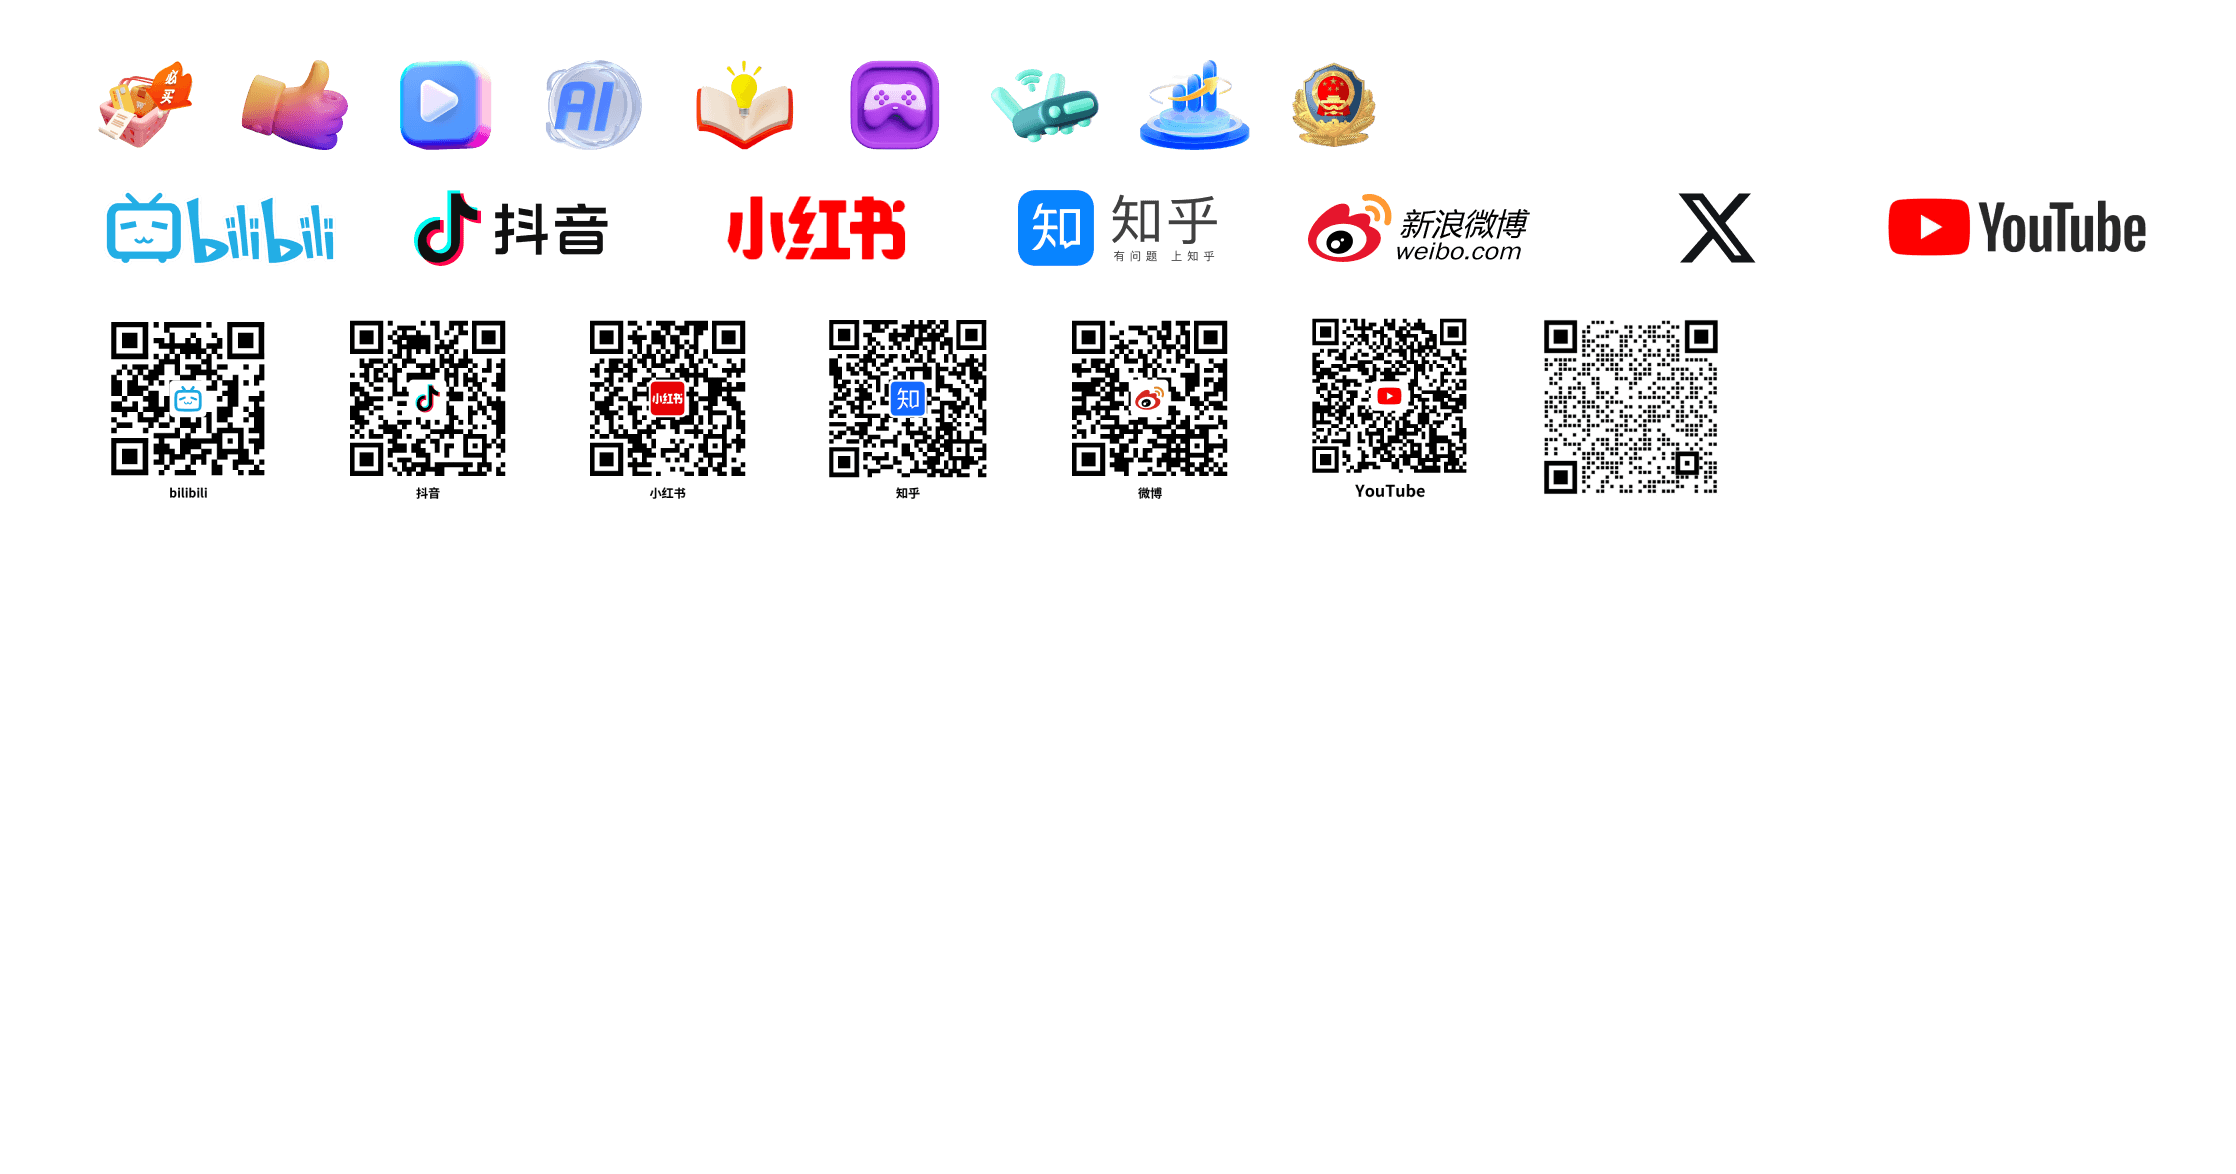 必
买
AI
bilibili
抖音
小红书
知 知乎
有问题 上知乎
新浪微博
weibo.com
X
YouTube
小红书
知
bilibili
抖音
小红书
知乎
微博
YouTube